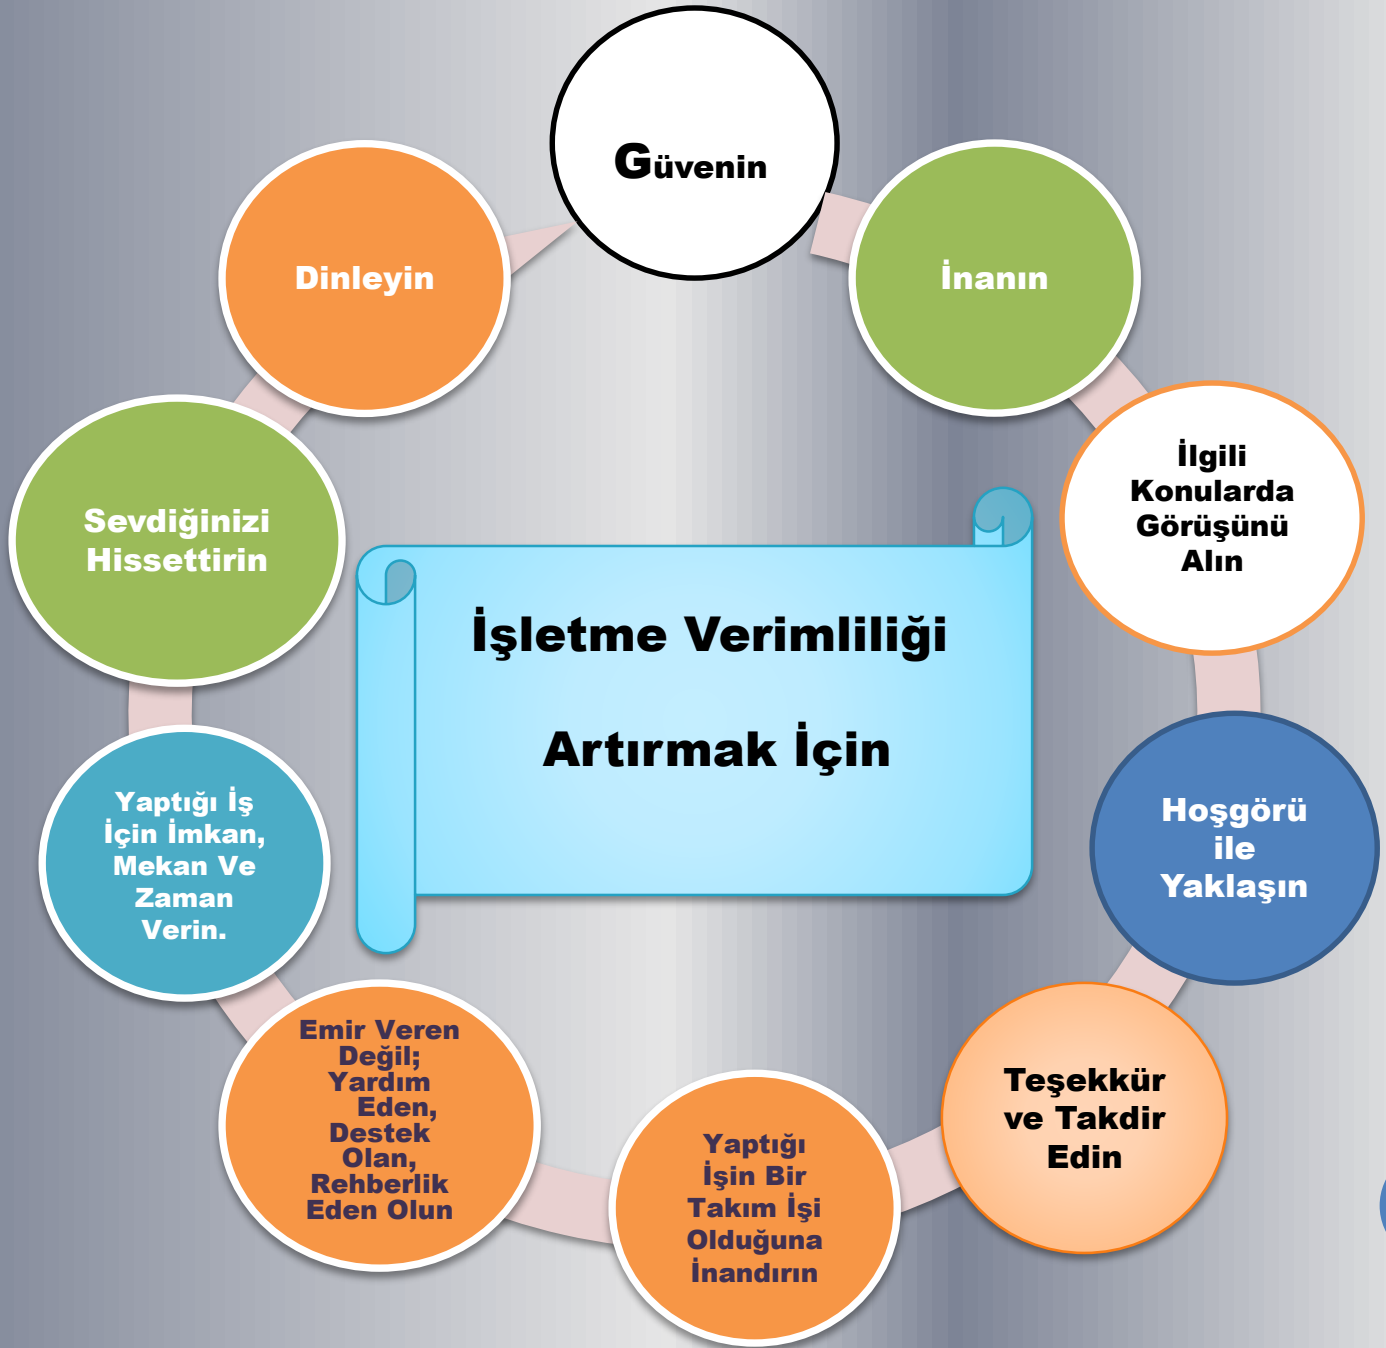 Güvenin
İnanın
İlgili
Konularda
Görüşünü
Alın
Hoşgörü
ile
Yaklaşın
Teşekkür
ve Takdir
Edin
Yaptığı
İşin Bir
Takım İşi
Olduğuna
İnandırın
Emir Veren
Değil;
Yardım
Eden,
Destek
Olan,
Rehberlik
Eden Olun
Yaptığı İş
İçin İmkan,
Mekan Ve
Zaman
Verin.
Sevdiğinizi
Hissettirin
Dinleyin
İşletme Verimliliği
Artırmak İçin